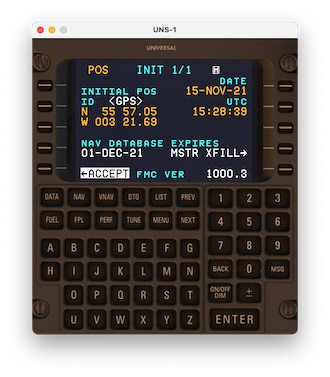 UNS-1
UNIVERSAL
POS INIT 1/1 M
DATE
INITIAL POS 15-NOV-21
ID <GPS> UTC
N 55 57.05 15:28:39
W 003 21.69
NAV DATABASE EXPIRES
01-DEC-21 MSTR XFILL→
←ACCEPT FMC VER 1000.3
DATA NAV VNAV DTO LIST PREV 1 2 3
FUEL FPL PERF TUNE MENU NEXT 4 5 6
A B C D E F G 7 8 9
H I J K L M N BACK 0 MSG
O P Q R S T ON/OFF DIM ±
U V W X Y Z ENTER